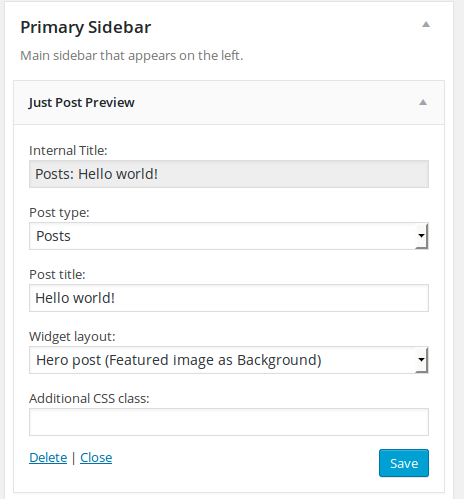 Primary Sidebar
Main sidebar that appears on the left.
Just Post Preview
Internal Title:
Posts: Hello world!
Post type:
Posts
Post title:
Hello world!
Widget layout:
Hero post (Featured image as Background)
Additional CSS class:
Delete | Close
Save